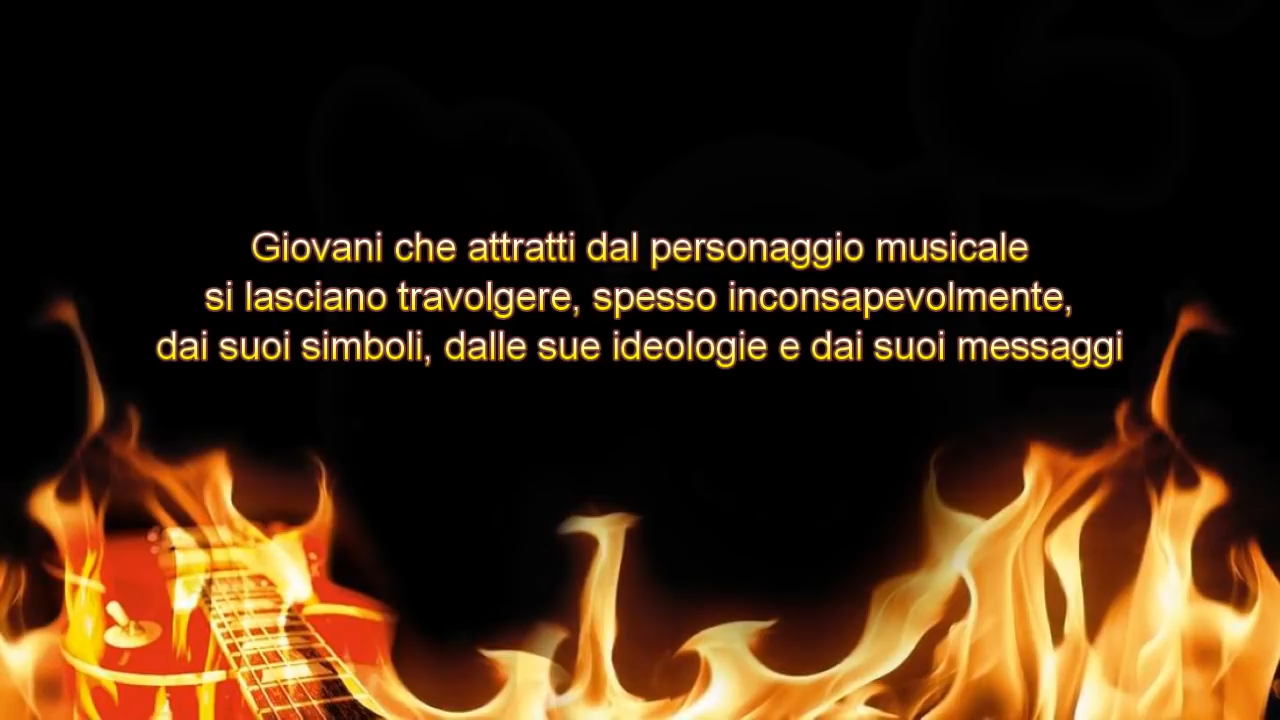 Giovani che attratti dal personaggio musicale
si lasciano travolgere, spesso inconsapevolmente,
dai suoi simboli, dalle sue ideologie e dai suoi messaggi